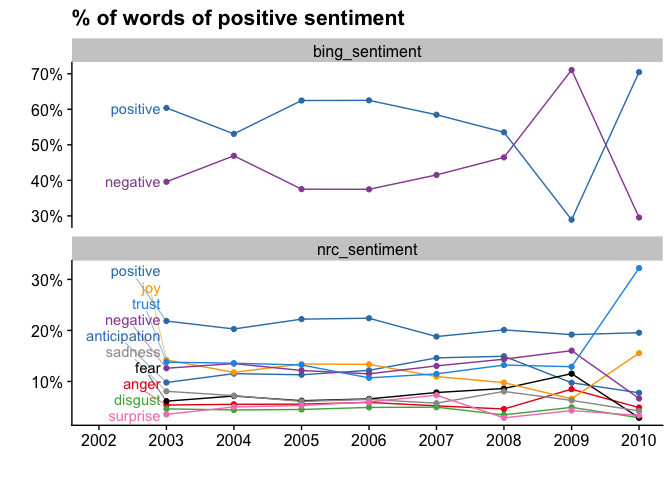 % of words of positive sentiment
bing_sentiment
70%
60%
50%
40%
30%
positive
negative
nrc_sentiment
30%
20%
10%
positive
joy
trust
negative
anticipation
sadness
fear
anger
disgust
surprise
2002 2003 2004 2005 2006 2007 2008 2009 2010